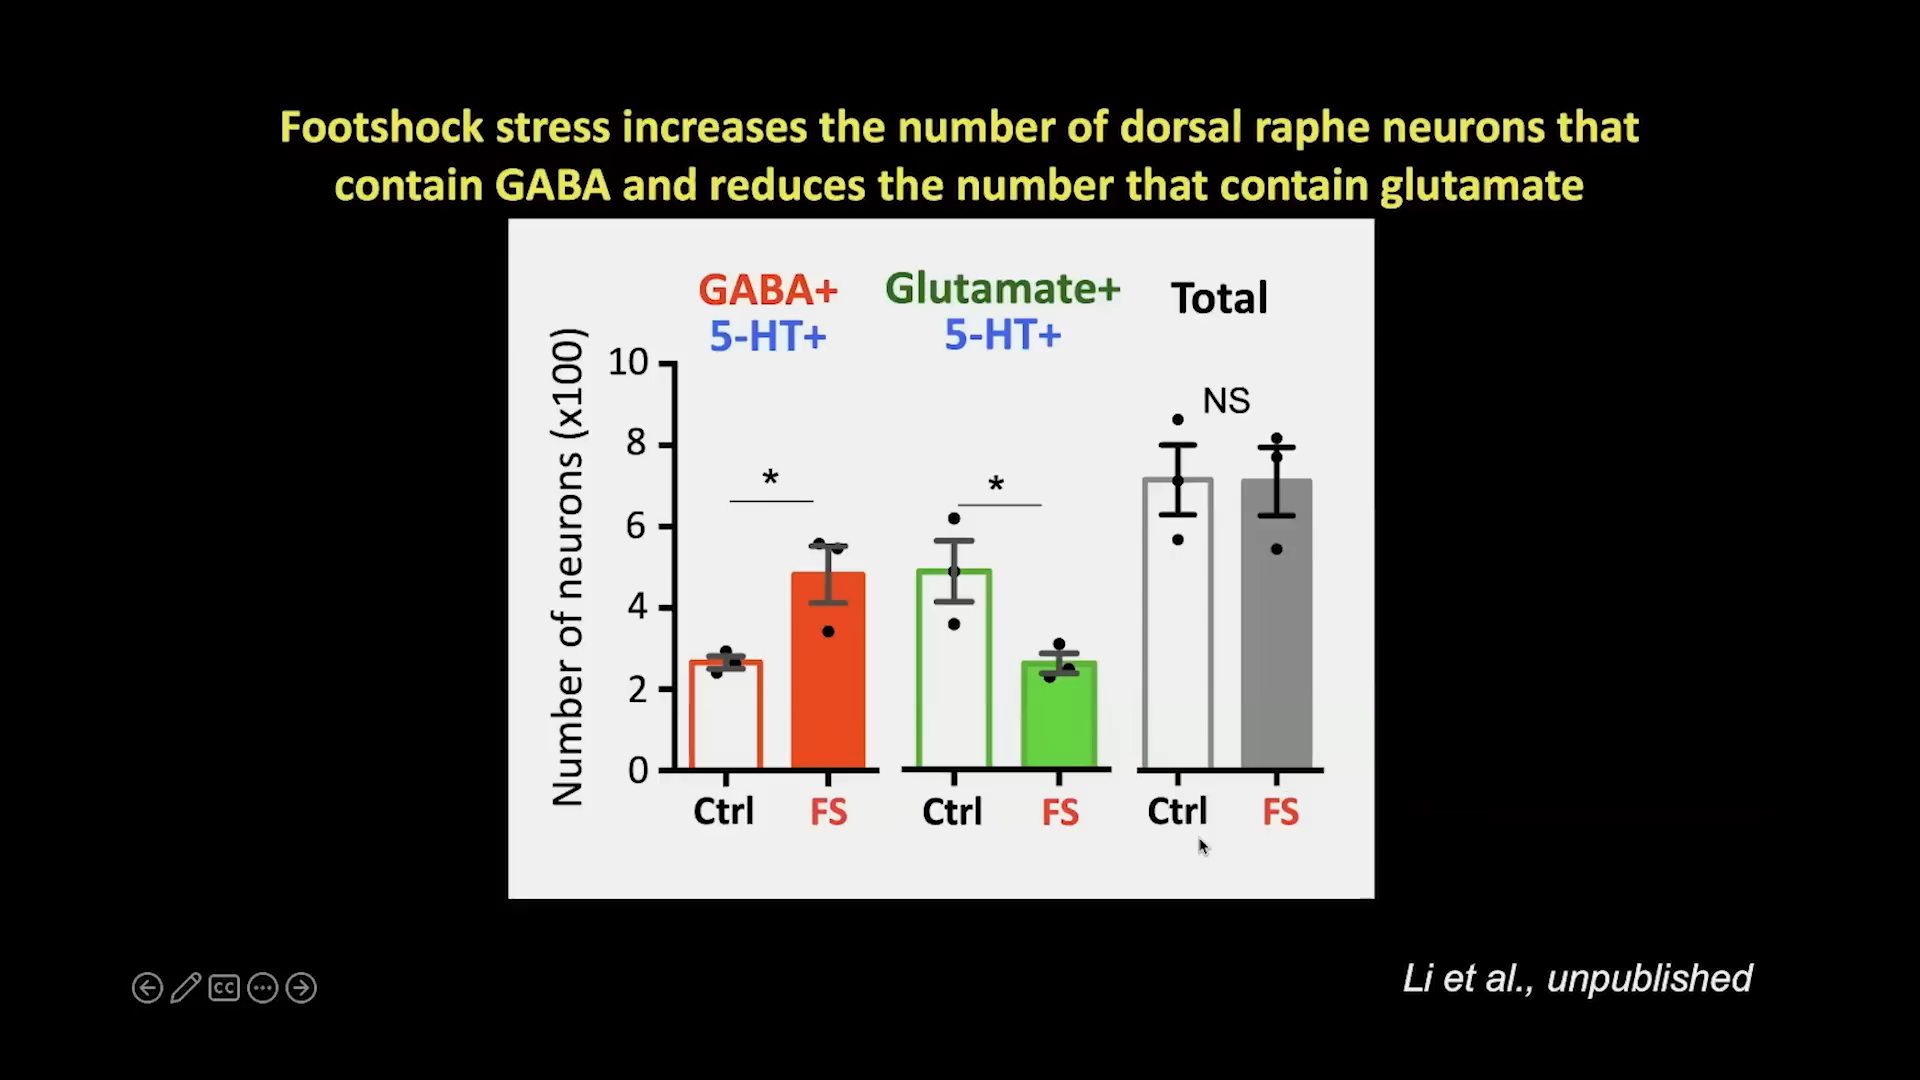 Footshock stress increases the number of dorsal raphe neurons that
contain GABA and reduces the number that contain glutamate
GABA+
5-HT+
Glutamate+
5-HT+
Total
Number of neurons (x100)
10
8
6
4
2
0
*
*
NS
Ctrl
FS
Ctrl
FS
Ctrl
FS
CC
Li et al., unpublished